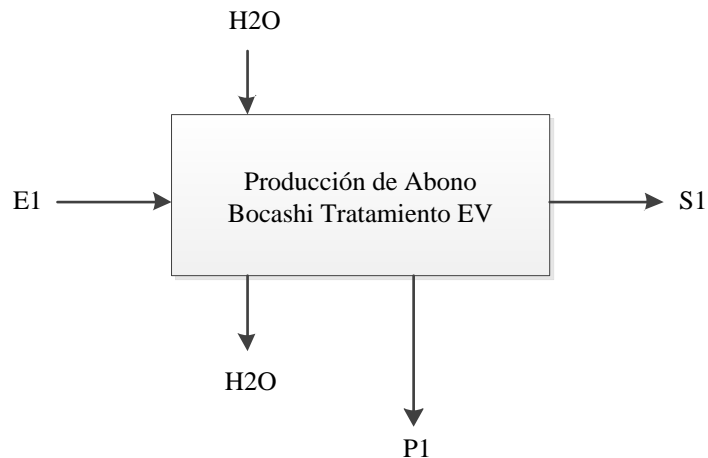 H2O
E1
Producción de Abono
Bocashi Tratamiento EV
S1
H2O
P1